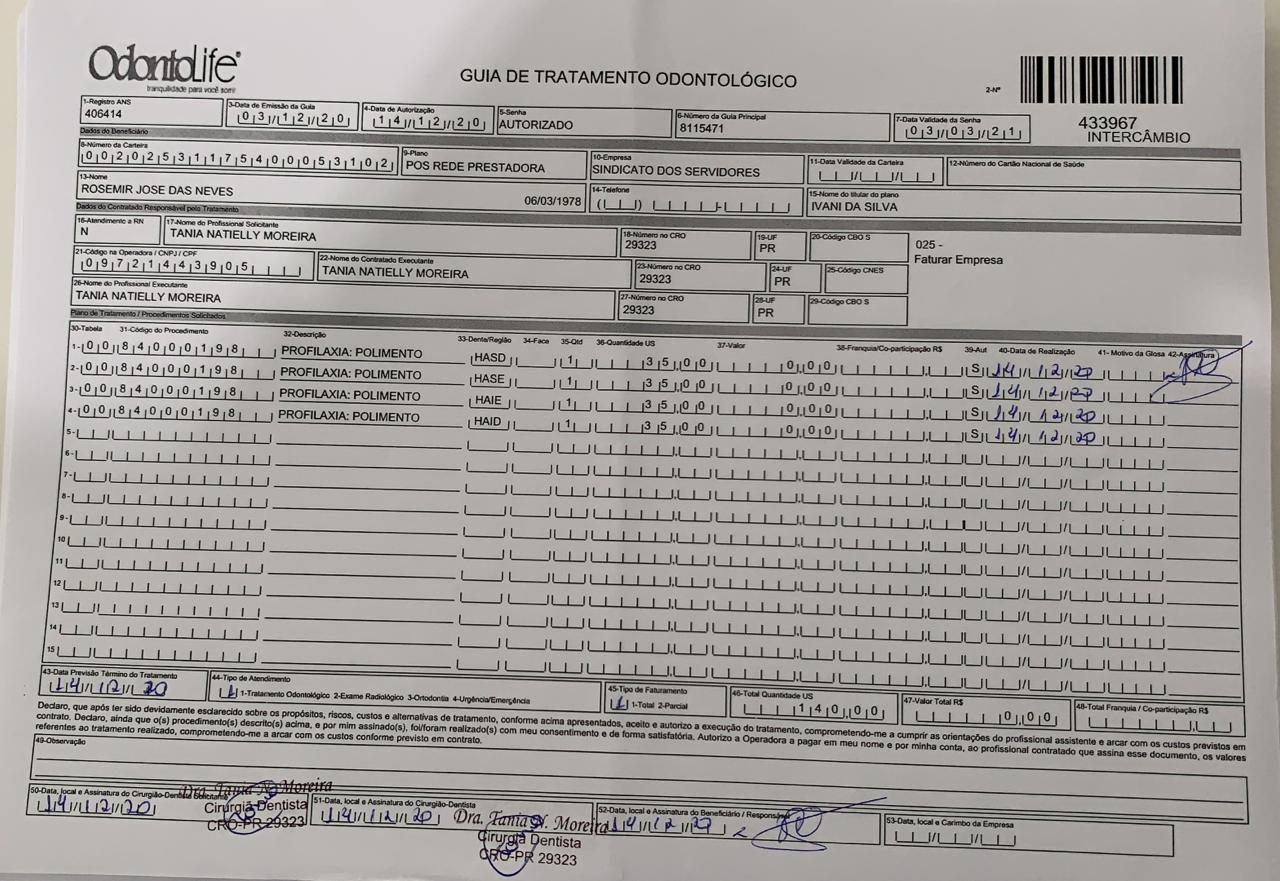 OdontoLife®
tranquilidade para você sorrir
GUIA DE TRATAMENTO ODONTOLÓGICO
2-Nº
433967
INTERCÂMBIO
1-Registro ANS
406414
3-Data de Emissão da Guia
03/12/20
4-Data de Autorização
14/12/20
5-Senha
AUTORIZADO
6-Número da Guia Principal
8115471
7-Data Validade da Senha
03/03/21
Dados do Beneficiário
8-Número da Carteira
00202531175400053102
9-Plano
POS REDE PRESTADORA
10-Empresa
SINDICATO DOS SERVIDORES
11-Data Validade da Carteira
12-Número do Cartão Nacional de Saúde
13-Nome
ROSEMIR JOSE DAS NEVES 06/03/1978
14-Telefone
15-Nome do titular do plano
IVANI DA SILVA
Dados do Contratado Responsável pelo Tratamento
16-Atendimento a RN
N
17-Nome do Profissional Solicitante
TANIA NATIELLY MOREIRA
18-Número no CRO
29323
19-UF
PR
20-Código CBO S
025 -
Faturar Empresa
21-Código na Operadora / CNPJ / CPF
09721443905
22-Nome do Contratado Executante
TANIA NATIELLY MOREIRA
23-Número no CRO
29323
24-UF
PR
25-Código CNES
26-Nome do Profissional Executante
TANIA NATIELLY MOREIRA
27-Número no CRO
29323
28-UF
PR
29-Código CBO S
Plano de Tratamento / Procedimentos Solicitados
30-Tabela 31-Código do Procedimento 32-Descrição 33-Dente/Região 34-Face 35-Qtd 36-Quantidade US 37-Valor 38-Franquia/Co-participação R$ 39-Aut 40-Data de Realização 41- Motivo da Glosa 42-Assinatura
1- 00 84000198 PROFILAXIA: POLIMENTO HASD 1 35,00 0,00 S 14/12/20
2- 00 84000198 PROFILAXIA: POLIMENTO HASE 1 35,00 0,00 S 14/12/20
3- 00 84000198 PROFILAXIA: POLIMENTO HAIE 1 35,00 0,00 S 14/12/20
4- 00 84000198 PROFILAXIA: POLIMENTO HAID 1 35,00 0,00 S 14/12/20
5-
6-
7-
8-
9-
10
11
12
13
14
15
43-Data Previsão Término do Tratamento
14/12/20
44-Tipo de Atendimento
1 1-Tratamento Odontológico 2-Exame Radiológico 3-Ortodontia 4-Urgência/Emergência
45-Tipo de Faturamento
1 1-Total 2-Parcial
46-Total Quantidade US
140,00
47-Valor Total R$
0,00
48-Total Franquia / Co-participação R$
Declaro, que após ter sido devidamente esclarecido sobre os propósitos, riscos, custos e alternativas de tratamento, conforme acima apresentados, aceito e autorizo a execução do tratamento, comprometendo-me a cumprir as orientações do profissional assistente e arcar com os custos previstos em
contrato. Declaro, ainda que o(s) procedimento(s) descrito(s) acima, e por mim assinado(s), foi/foram realizado(s) com meu consentimento e de forma satisfatória. Autorizo a Operadora a pagar em meu nome e por minha conta, ao profissional contratado que assina esse documento, os valores
referentes ao tratamento realizado, comprometendo-me a arcar com os custos conforme previsto em contrato.
49-Observação
50-Data, local e Assinatura do Cirurgião-Dentista Solicitante
14/12/20
Dra. Tania N. Moreira
Cirurgiã Dentista
CRO-PR 29323
51-Data, local e Assinatura do Cirurgião-Dentista
14/12/20
Dra. Tania N. Moreira
Cirurgiã Dentista
CRO-PR 29323
52-Data, local e Assinatura do Beneficiário / Responsável
14/12/20
53-Data, local e Carimbo da Empresa